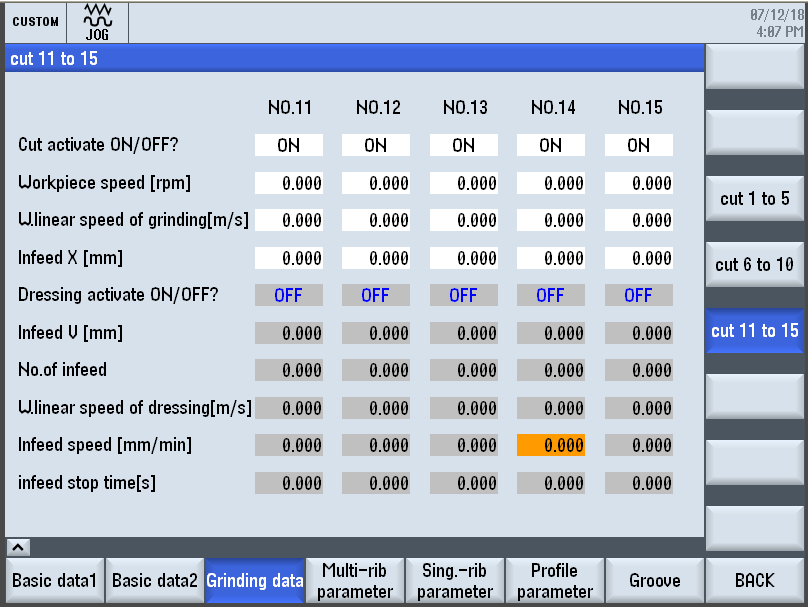 CUSTOM
JOG
07/12/18
4:07 PM
cut 11 to 15
NO.11 NO.12 NO.13 NO.14 NO.15
Cut activate ON/OFF? ON ON ON ON ON
Workpiece speed [rpm] 0.000 0.000 0.000 0.000 0.000
W.linear speed of grinding[m/s] 0.000 0.000 0.000 0.000 0.000
Infeed X [mm] 0.000 0.000 0.000 0.000 0.000
Dressing activate ON/OFF? OFF OFF OFF OFF OFF
Infeed V [mm] 0.000 0.000 0.000 0.000 0.000
No.of infeed 0.000 0.000 0.000 0.000 0.000
W.linear speed of dressing[m/s] 0.000 0.000 0.000 0.000 0.000
Infeed speed [mm/min] 0.000 0.000 0.000 0.000 0.000
infeed stop time[s] 0.000 0.000 0.000 0.000 0.000
cut 1 to 5
cut 6 to 10
cut 11 to 15
Basic data1
Basic data2
Grinding data
Multi-rib
parameter
Sing.-rib
parameter
Profile
parameter
Groove
BACK